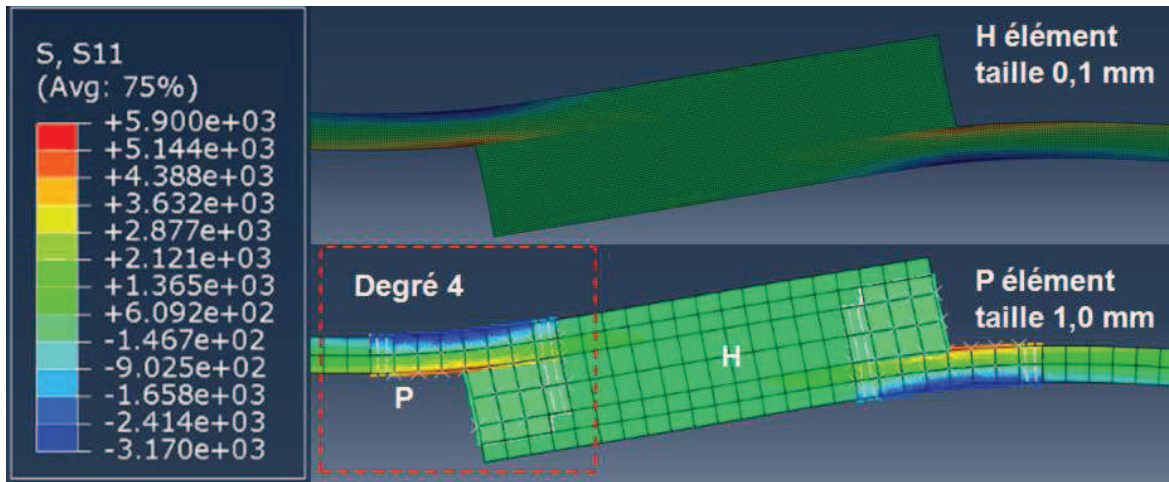 S, S11
(Avg: 75%)
+5.900e+03
+5.144e+03
+4.388e+03
+3.632e+03
+2.877e+03
+2.121e+03
+1.365e+03
+6.092e+02
-1.467e+02
-9.025e+02
-1.658e+03
-2.414e+03
-3.170e+03
H élément
taille 0,1 mm
Degré 4
P élément
taille 1,0 mm
H
P